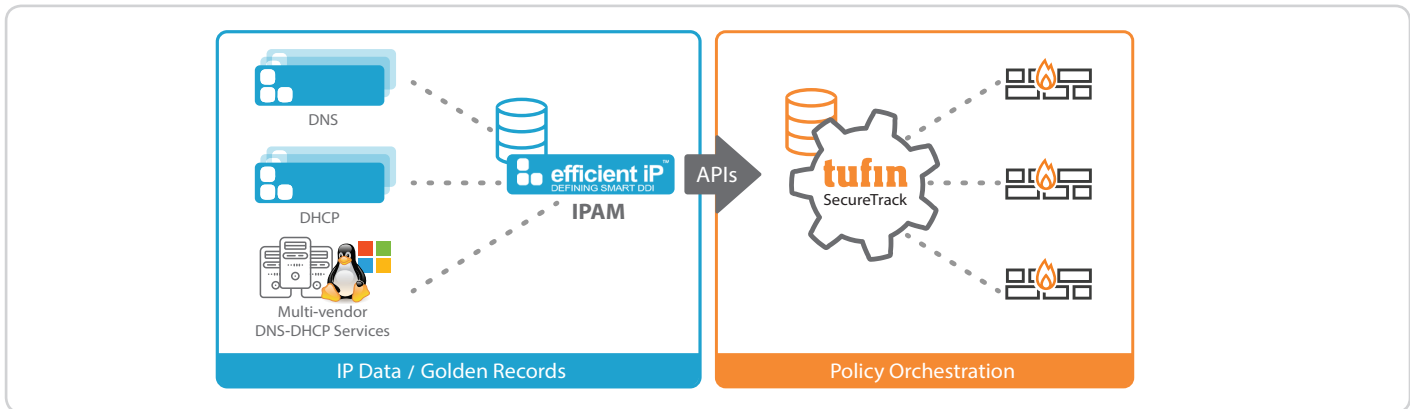 DNS
DHCP
Multi-vendor
DNS-DHCP Services
efficient iP™
DEFINING SMART DDI
IPAM
IP Data / Golden Records
APIs
tufin
SecureTrack
Policy Orchestration